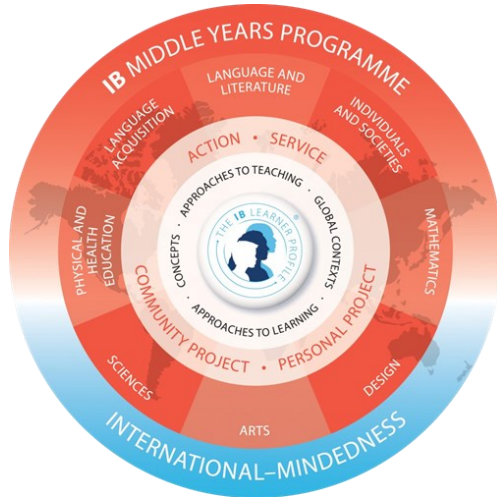 IB MIDDLE YEARS PROGRAMME
LANGUAGE AND
LITERATURE
INDIVIDUALS
AND SOCIETIES
MATHEMATICS
DESIGN
ARTS
SCIENCES
PHYSICAL AND
HEALTH
EDUCATION
LANGUAGE
ACQUISITION
ACTION • SERVICE
PERSONAL PROJECT •
COMMUNITY PROJECT
APPROACHES TO TEACHING ·
GLOBAL CONTEXTS ·
APPROACHES TO LEARNING ·
CONCEPTS ·
THE IB LEARNER PROFILE
®
INTERNATIONAL–MINDEDNESS